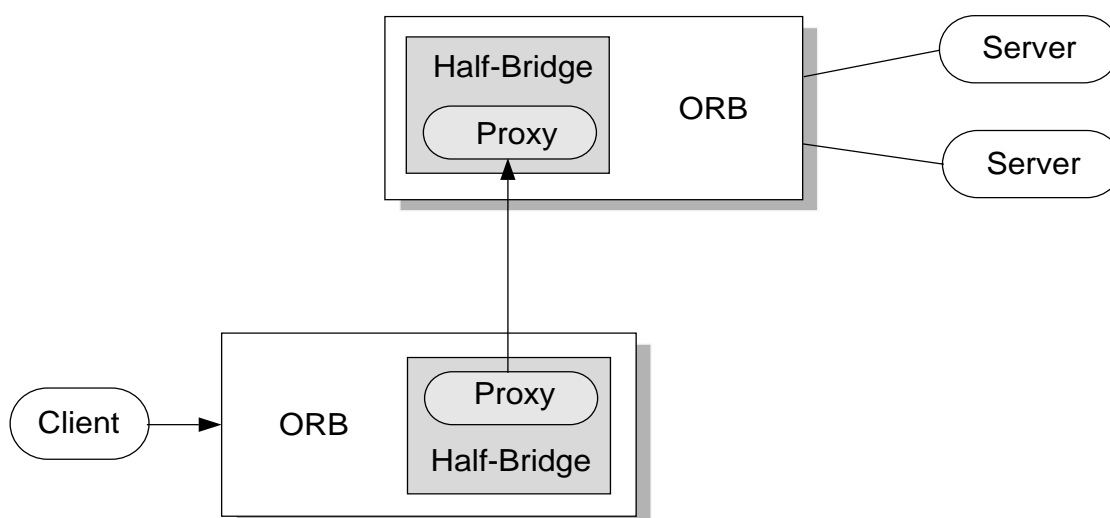 Half-Bridge
Proxy
ORB
Server
Server
Client
ORB
Proxy
Half-Bridge